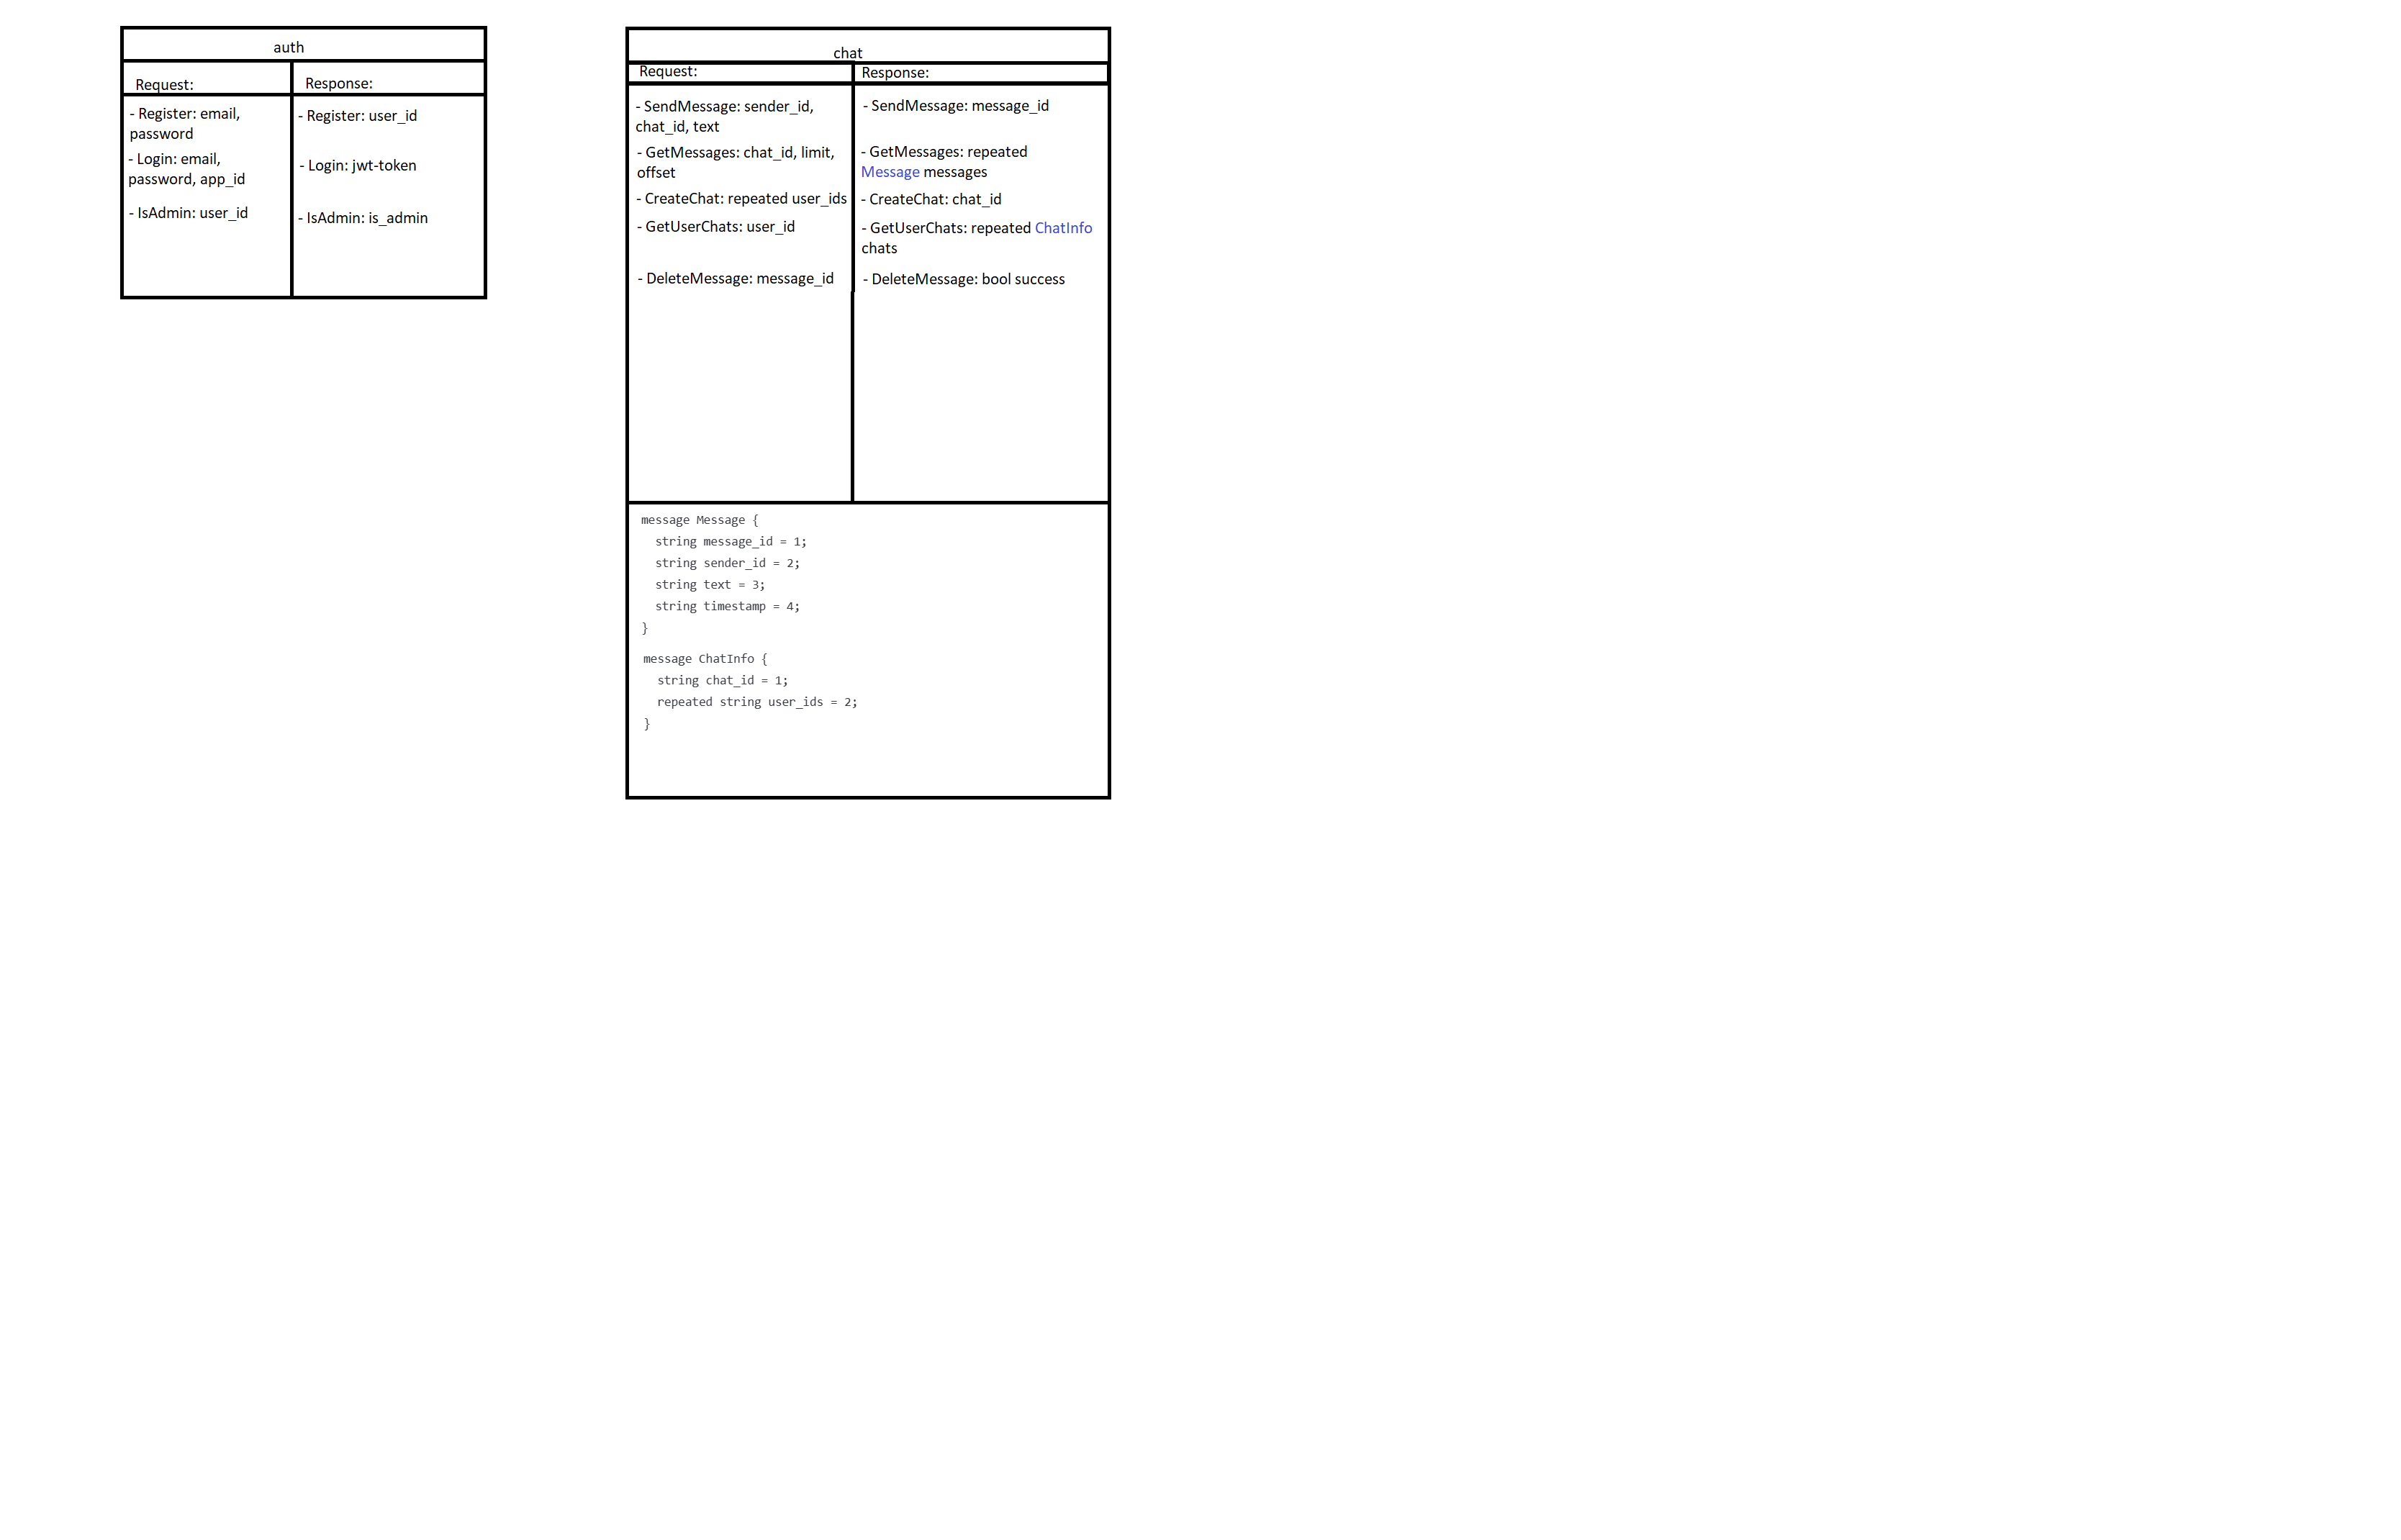 auth
Request:
Response:
- Register: email,
password
- Register: user_id
- Login: email,
password, app_id
- Login: jwt-token
- IsAdmin: user_id
- IsAdmin: is_admin
chat
Request:
Response:
- SendMessage: sender_id,
chat_id, text
- SendMessage: message_id
- GetMessages: chat_id, limit,
offset
- GetMessages: repeated
Message messages
- CreateChat: repeated user_ids
- CreateChat: chat_id
- GetUserChats: user_id
- GetUserChats: repeated ChatInfo
chats
- DeleteMessage: message_id
- DeleteMessage: bool success
message Message {
  string message_id = 1;
  string sender_id = 2;
  string text = 3;
  string timestamp = 4;
}
message ChatInfo {
  string chat_id = 1;
  repeated string user_ids = 2;
}